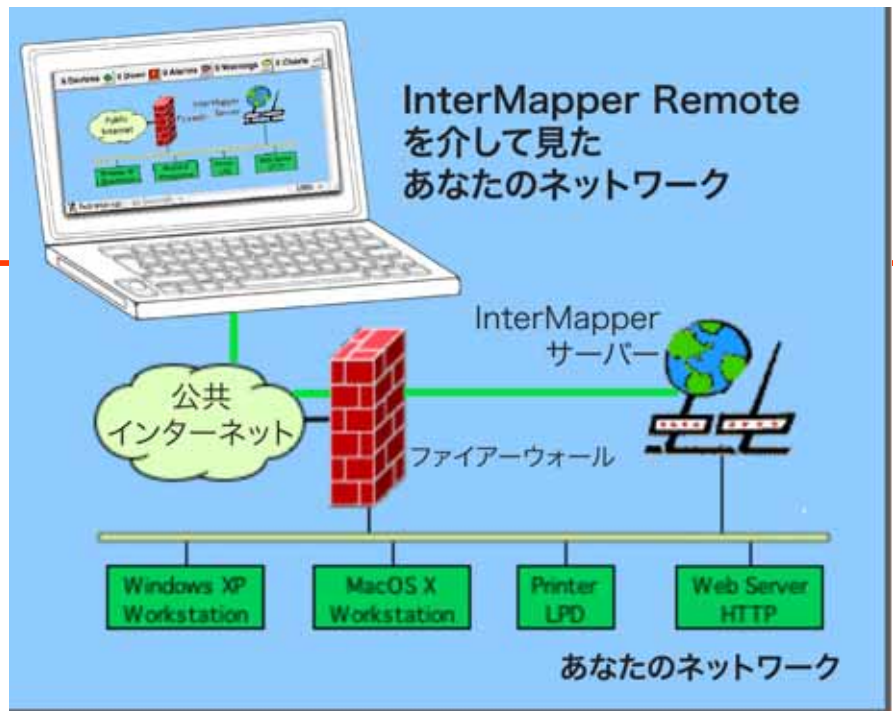 InterMapper Remote
を介して見た
あなたのネットワーク
Public
Internet
InterMapper
サーバー
公共
インターネット
ファイアーウォール
Windows XP
Workstation
MacOS X
Workstation
Printer
LPD
Web Server
HTTP
あなたのネットワーク